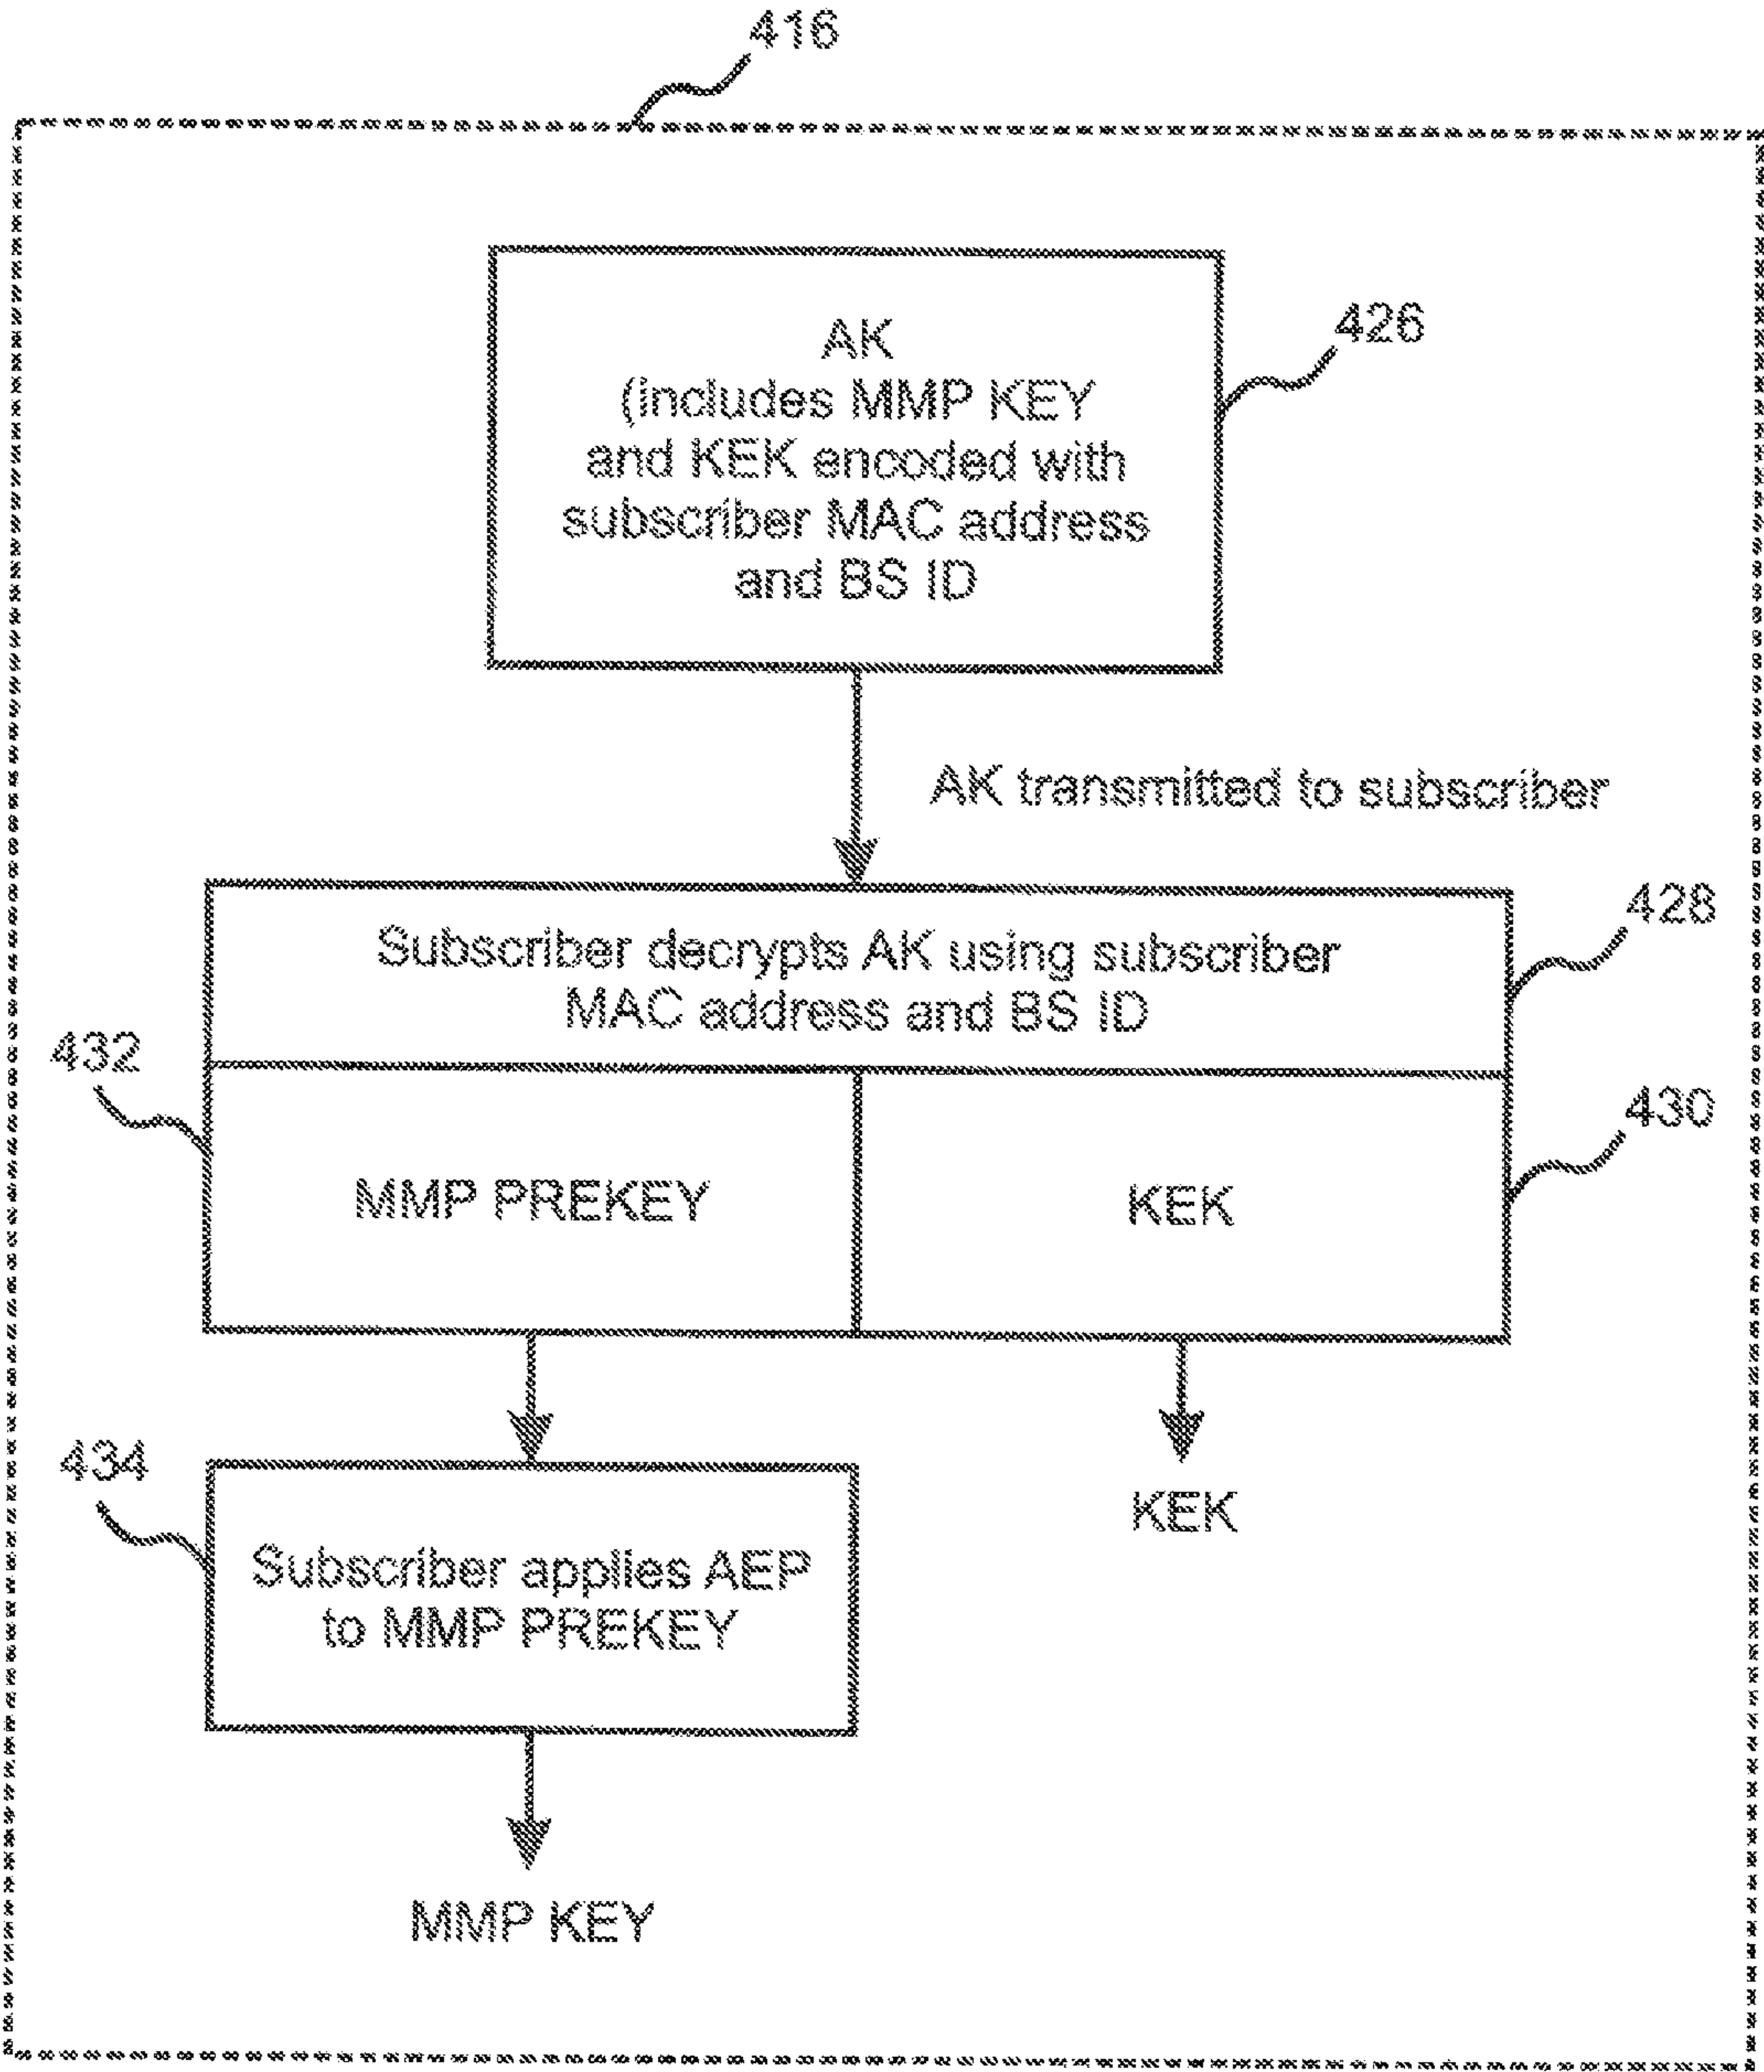 416
AK
(includes MMP KEY
and KEK encoded with
subscriber MAC address
and BS ID
426
AK transmitted to subscriber
Subscriber decrypts AK using subscriber
MAC address and BS ID
428
432
MMP PREKEY
KEK
430
434
Subscriber applies AEP
to MMP PREKEY
KEK
MMP KEY